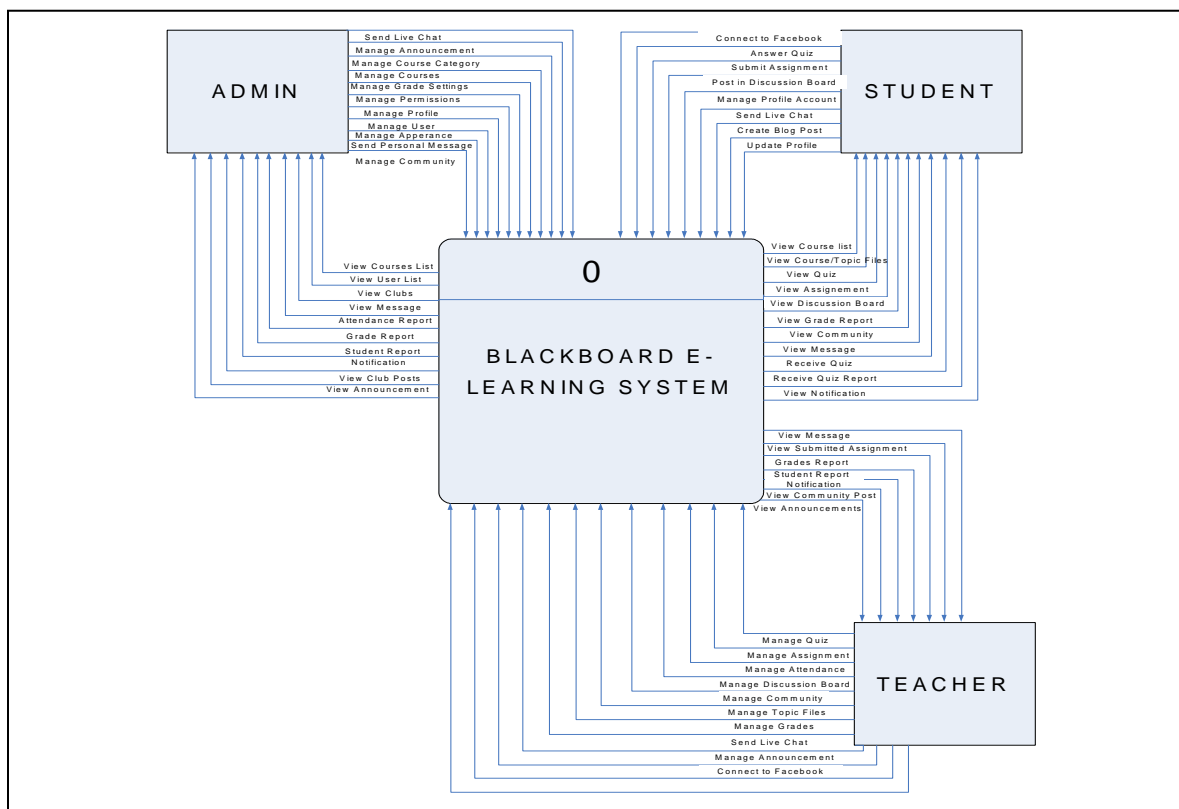 ADMIN
Send Live Chat
Manage Announcement
Manage Course Category
Manage Courses
Manage Grade Settings
Manage Permissions
Manage Profile
Manage User
Manage Apperance
Send Personal Message
Manage Community
Connect to Facebook
Answer Quiz
Submit Assignment
Post in Discussion Board
Manage Profile Account
Send Live Chat
Create Blog Post
Update Profile
STUDENT
View Courses List
View User List
View Clubs
View Message
Attendance Report
Grade Report
Student Report
Notification
View Club Posts
View Announcement
0
BLACKBOARD E-
LEARNING SYSTEM
View Course list
View Course/Topic Files
View Quiz
View Assignement
View Discussion Board
View Grade Report
View Community
View Message
Receive Quiz
Receive Quiz Report
View Notification
View Message
View Submitted Assignment
Grades Report
Student Report
Notification
View Community Post
View Announcements
Manage Quiz
Manage Assignment
Manage Attendance
Manage Discussion Board
Manage Community
Manage Topic Files
Manage Grades
Send Live Chat
Manage Announcement
Connect to Facebook
TEACHER